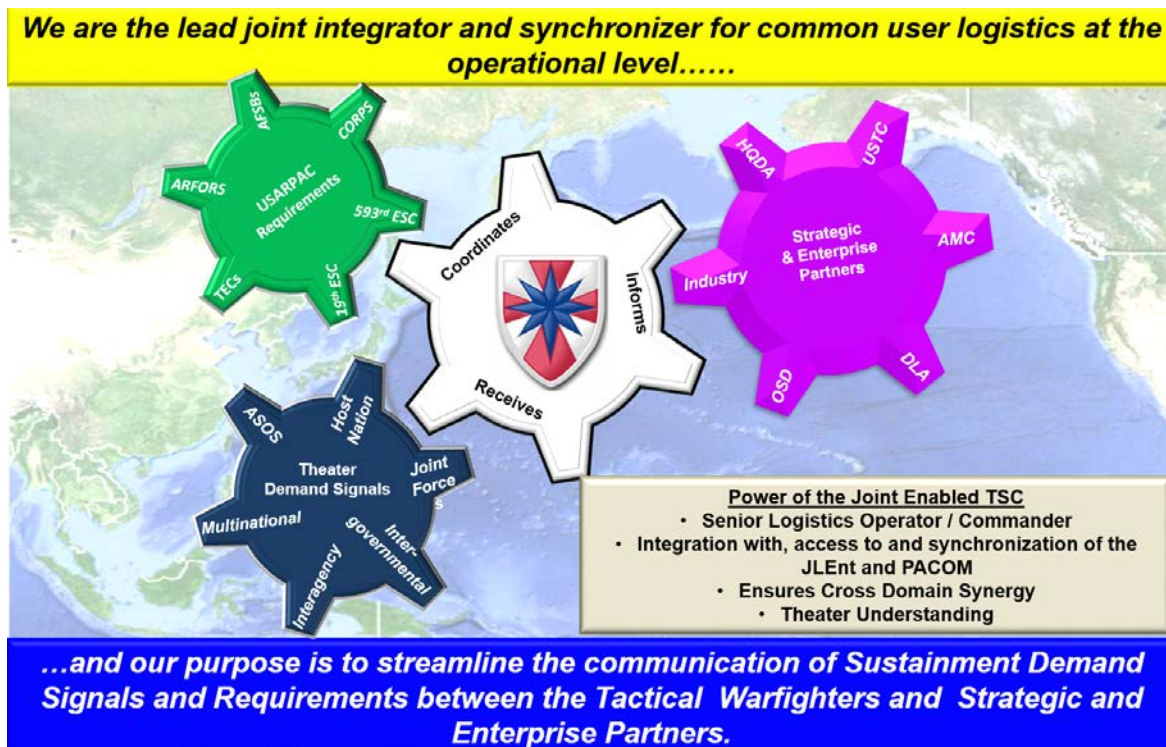 We are the lead joint integrator and synchronizer for common user logistics at the
operational level……
AFSBs
CORPS
ARFORS
USARPAC
Requirements
593rd ESC
TECs
19th ESC
Coordinates
Informs
Receives
HQDA
USTC
Strategic
& Enterprise
Partners
AMC
Industry
DLA
OSD
ASOS
Host
Nation
Theater
Demand Signals
Joint
Force
s
Multinational
Inter-
governmental
Interagency
Power of the Joint Enabled TSC
• Senior Logistics Operator / Commander
• Integration with, access to and synchronization of the
JLEnt and PACOM
• Ensures Cross Domain Synergy
• Theater Understanding
…and our purpose is to streamline the communication of Sustainment Demand
Signals and Requirements between the Tactical Warfighters and Strategic and
Enterprise Partners.